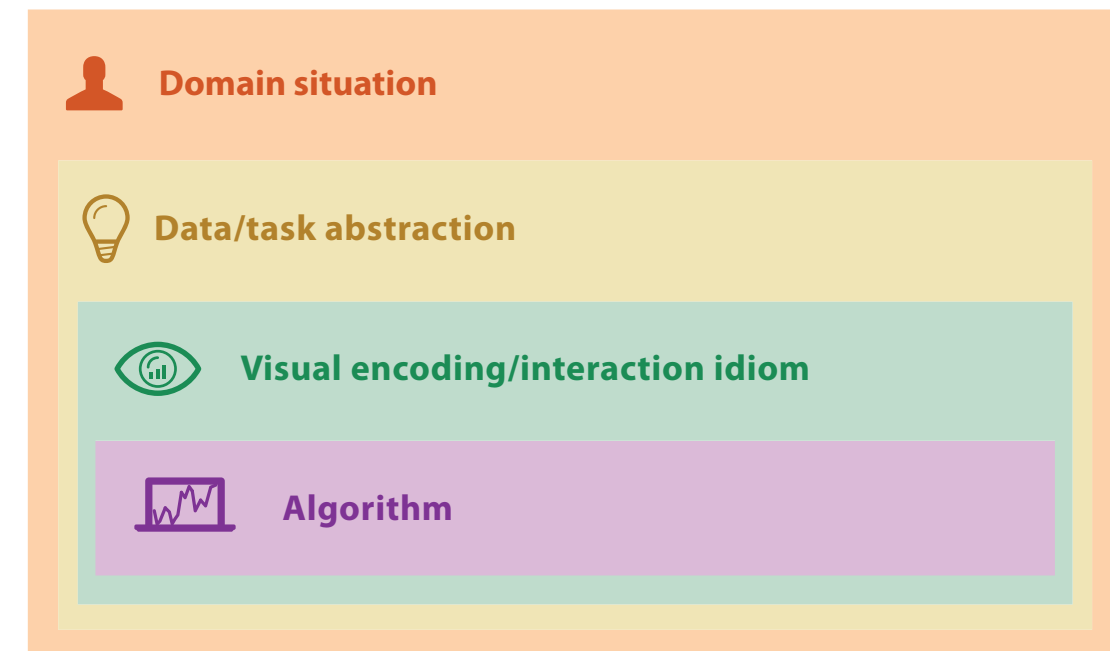 Domain situation
Data/task abstraction
Visual encoding/interaction idiom
Algorithm